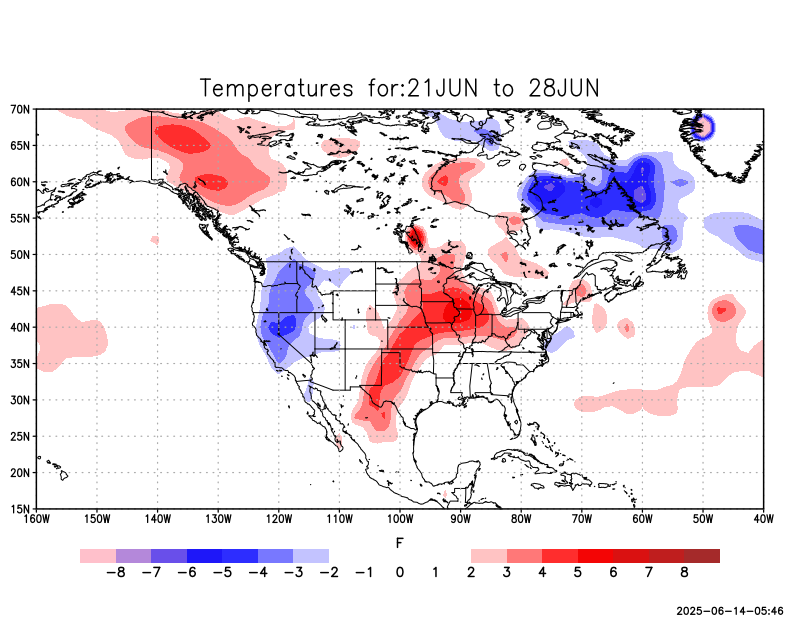 Temperatures for:21JUN to 28JUN
70N
65N
60N
55N
50N
45N
40N
35N
30N
25N
20N
15N
160W 150W 140W 130W 120W 110W 100W 90W 80W 70W 60W 50W 40W
F
-8 -7 -6 -5 -4 -3 -2 -1 0 1 2 3 4 5 6 7 8
2025-06-14-05:46